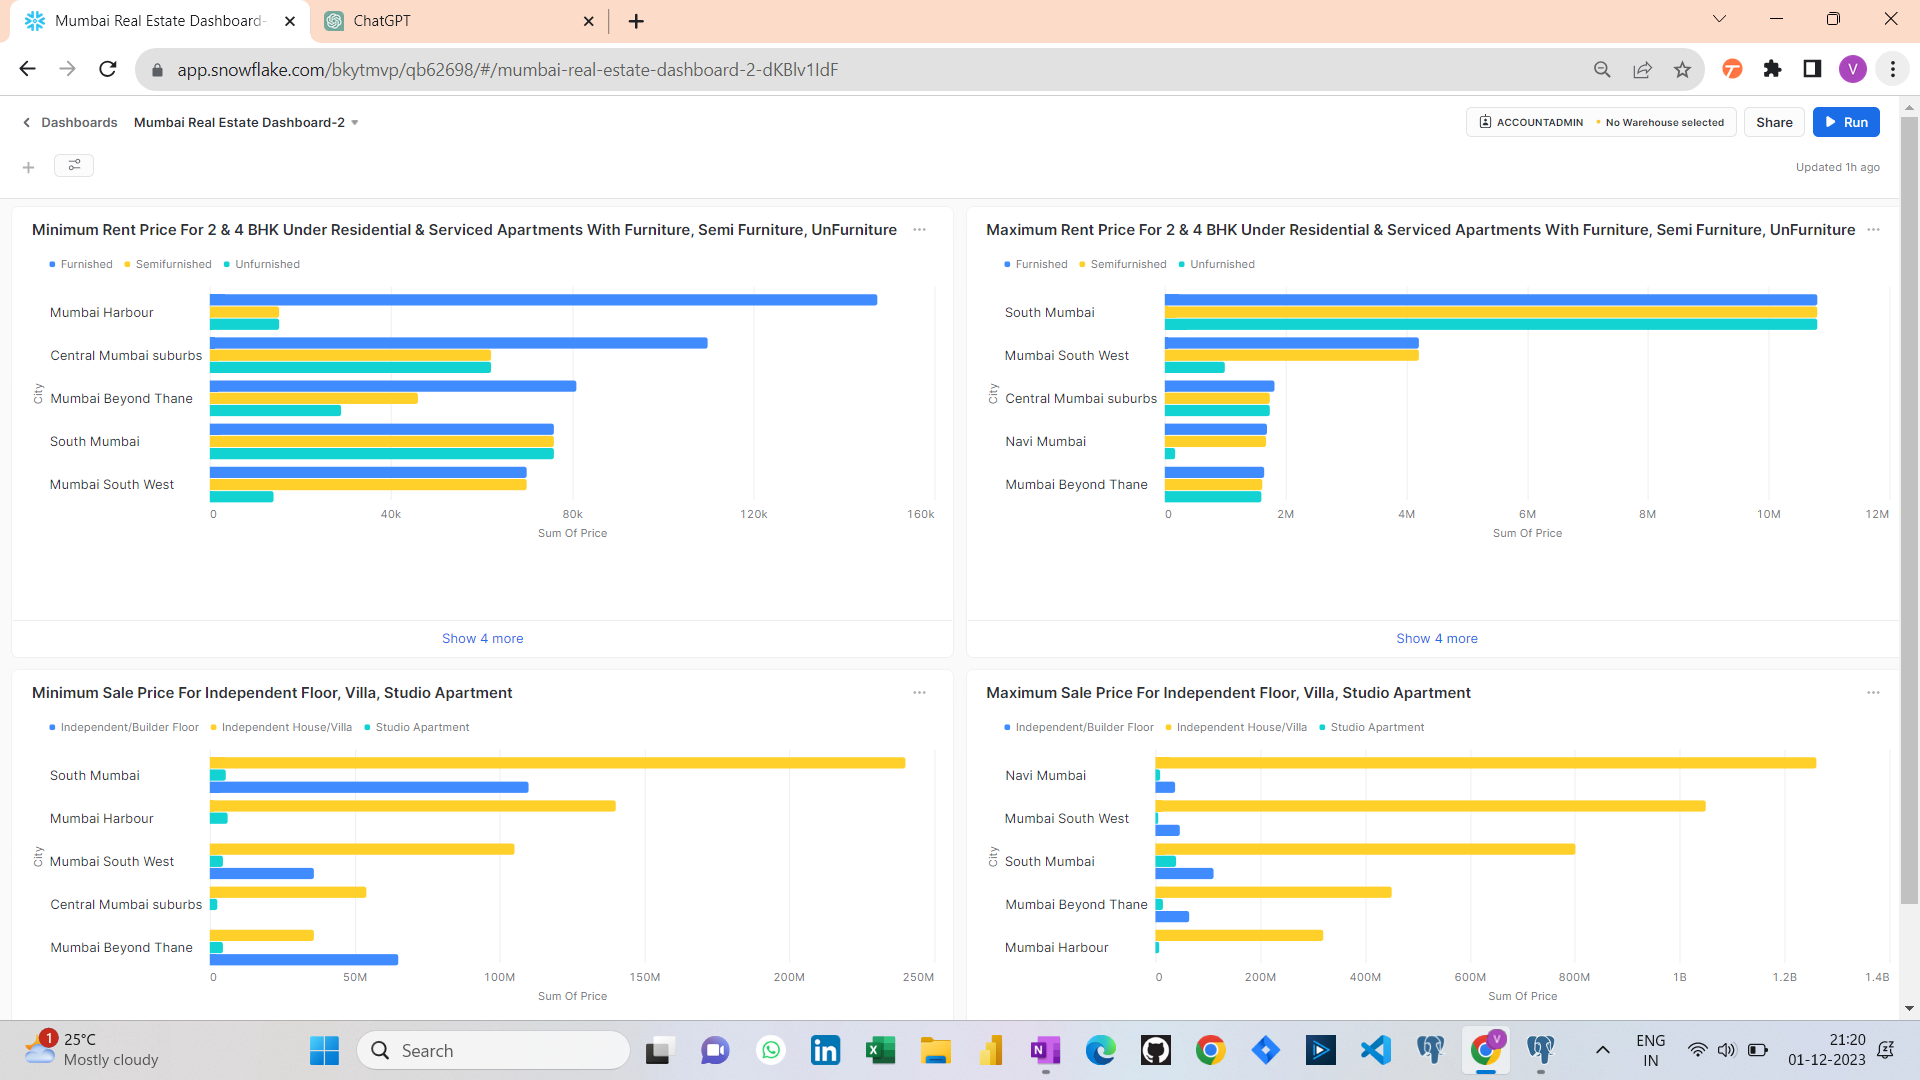 Mumbai Real Estate Dashboard-
ChatGPT
app.snowflake.com/bkytmvp/qb62698/#/mumbai-real-estate-dashboard-2-dKBlv1IdF
V
Dashboards Mumbai Real Estate Dashboard-2
ACCOUNTADMIN No Warehouse selected
Share
Run
Updated 1h ago
Minimum Rent Price For 2 & 4 BHK Under Residential & Serviced Apartments With Furniture, Semi Furniture, UnFurniture
Furnished Semifurnished Unfurnished
City
Mumbai Harbour
Central Mumbai suburbs
Mumbai Beyond Thane
South Mumbai
Mumbai South West
0 40k 80k 120k 160k
Sum Of Price
Show 4 more
Maximum Rent Price For 2 & 4 BHK Under Residential & Serviced Apartments With Furniture, Semi Furniture, UnFurniture
Furnished Semifurnished Unfurnished
City
South Mumbai
Mumbai South West
Central Mumbai suburbs
Navi Mumbai
Mumbai Beyond Thane
0 2M 4M 6M 8M 10M 12M
Sum Of Price
Show 4 more
Minimum Sale Price For Independent Floor, Villa, Studio Apartment
Independent/Builder Floor Independent House/Villa Studio Apartment
City
South Mumbai
Mumbai Harbour
Mumbai South West
Central Mumbai suburbs
Mumbai Beyond Thane
0 50M 100M 150M 200M 250M
Sum Of Price
Maximum Sale Price For Independent Floor, Villa, Studio Apartment
Independent/Builder Floor Independent House/Villa Studio Apartment
City
Navi Mumbai
Mumbai South West
South Mumbai
Mumbai Beyond Thane
Mumbai Harbour
0 200M 400M 600M 800M 1B 1.2B 1.4B
Sum Of Price
1
25°C
Mostly cloudy
Search
in
N
V
ENG
IN
21:20
01-12-2023